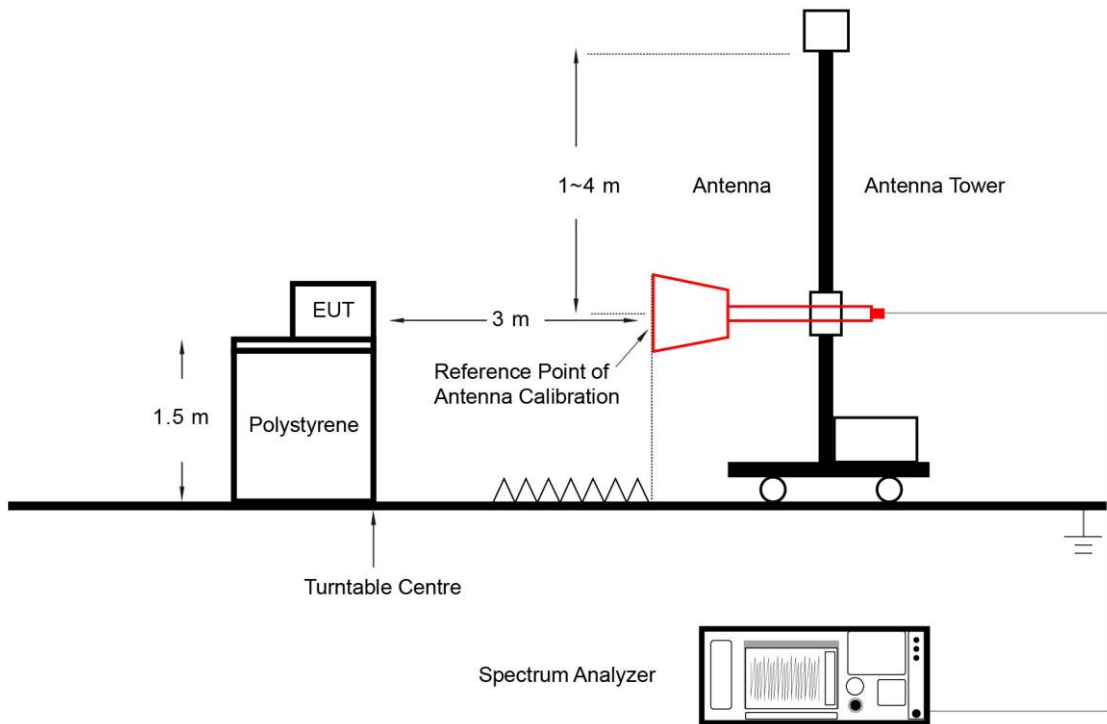 1~4 m
Antenna
Antenna Tower
EUT
3 m
Reference Point of
Antenna Calibration
1.5 m
Polystyrene
Turntable Centre
Spectrum Analyzer